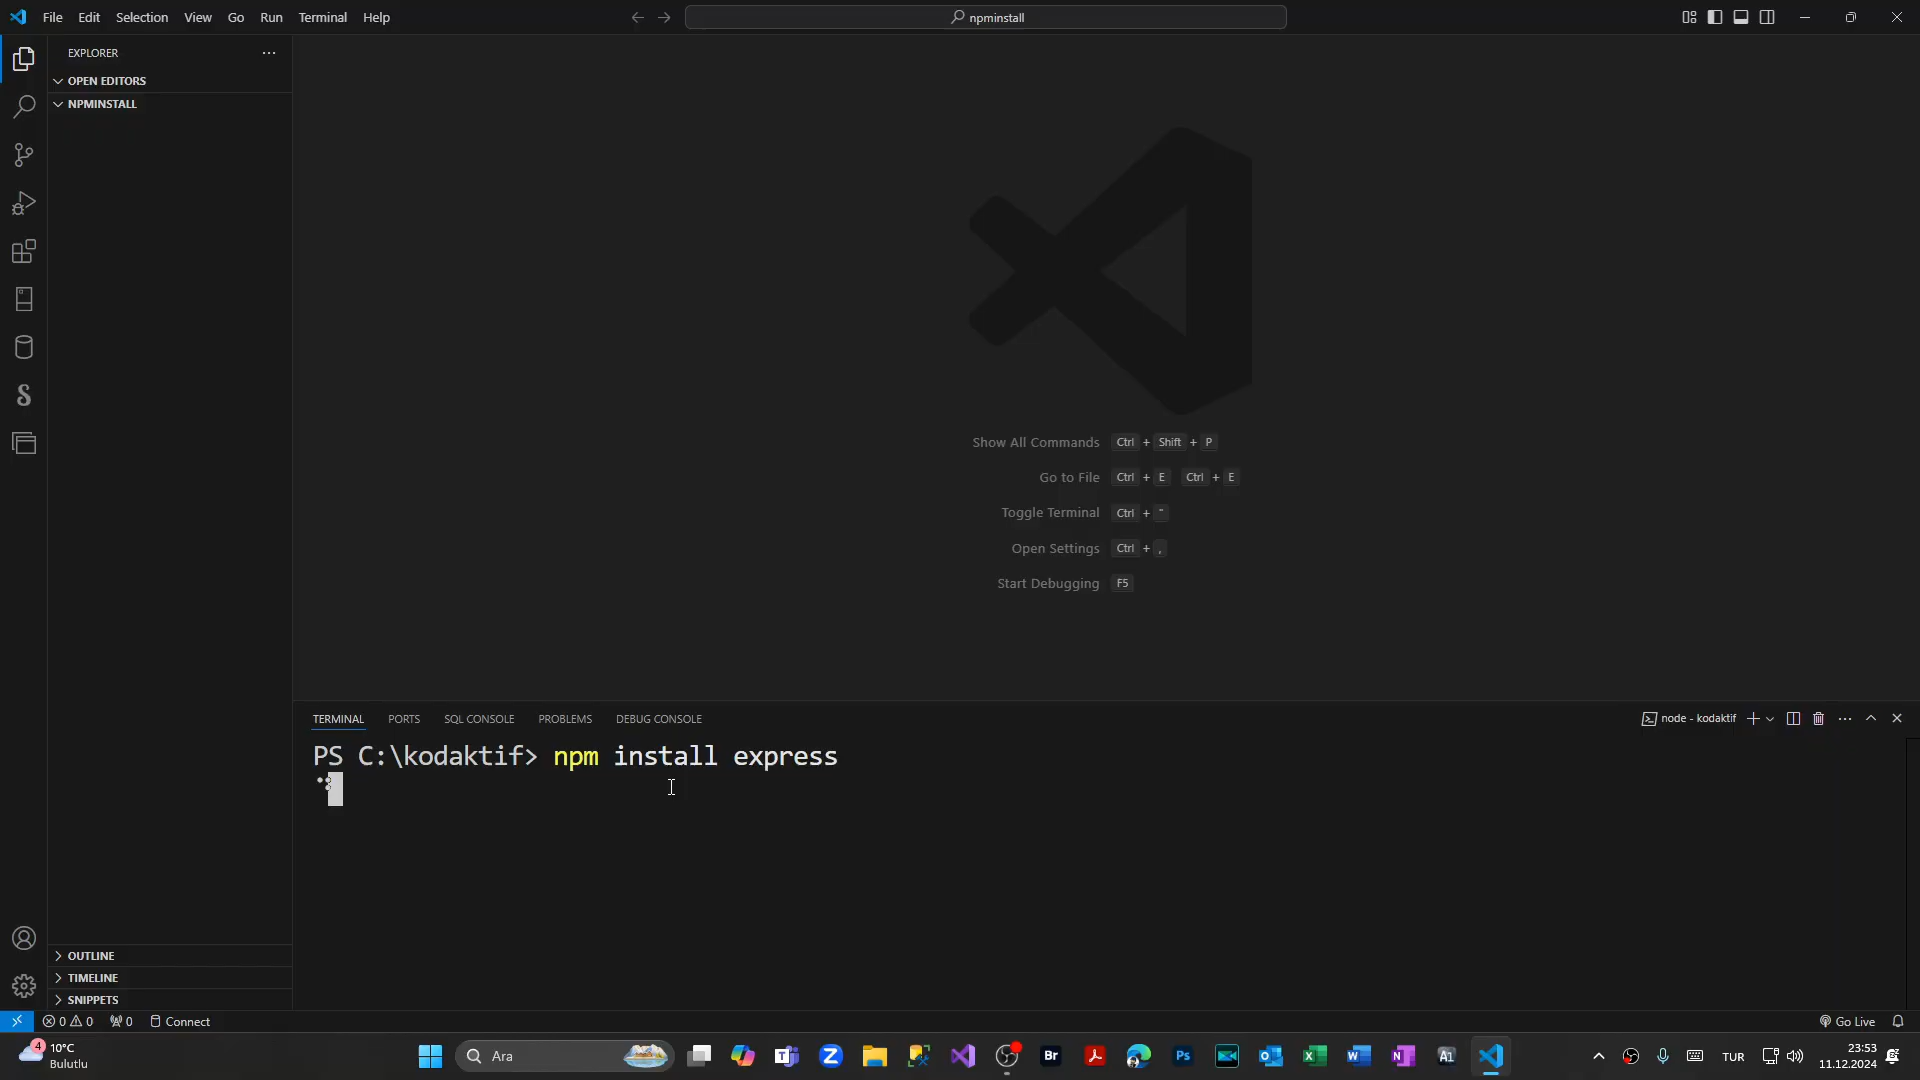 File Edit Selection View Go Run Terminal Help
npminstall
EXPLORER
OPEN EDITORS
NPMINSTALL
Show All Commands Ctrl + Shift + P
Go to File Ctrl + E Ctrl + E
Toggle Terminal Ctrl + "
Open Settings Ctrl + ,
Start Debugging F5
TERMINAL PORTS SQL CONSOLE PROBLEMS DEBUG CONSOLE
node - kodaktif
PS C:\kodaktif> npm install express
OUTLINE
TIMELINE
SNIPPETS
0 0 0 Connect
Go Live
4 10°C
Bulutlu
Ara
Br
Ps
TUR
23:53
11.12.2024